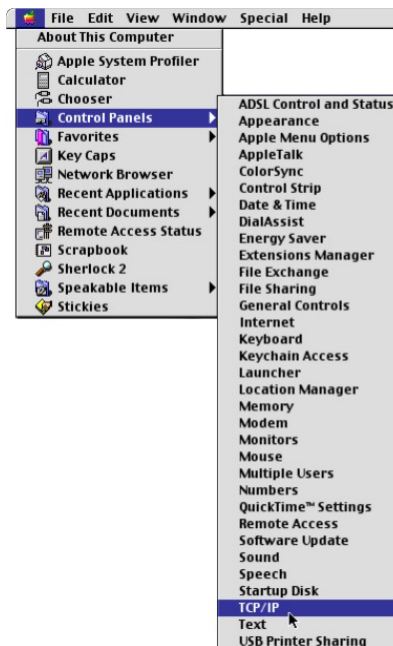 File Edit View Window Special Help
About This Computer
Apple System Profiler
Calculator
Chooser
Control Panels
Favorites
Key Caps
Network Browser
Recent Applications
Recent Documents
Remote Access Status
Scrapbook
Sherlock 2
Speakable Items
Stickies
ADSL Control and Status
Appearance
Apple Menu Options
AppleTalk
ColorSync
Control Strip
Date & Time
DialAssist
Energy Saver
Extensions Manager
File Exchange
File Sharing
General Controls
Internet
Keyboard
Keychain Access
Launcher
Location Manager
Memory
Modem
Monitors
Mouse
Multiple Users
Numbers
QuickTime™ Settings
Remote Access
Software Update
Sound
Speech
Startup Disk
TCP/IP
Text
USB Printer Sharing